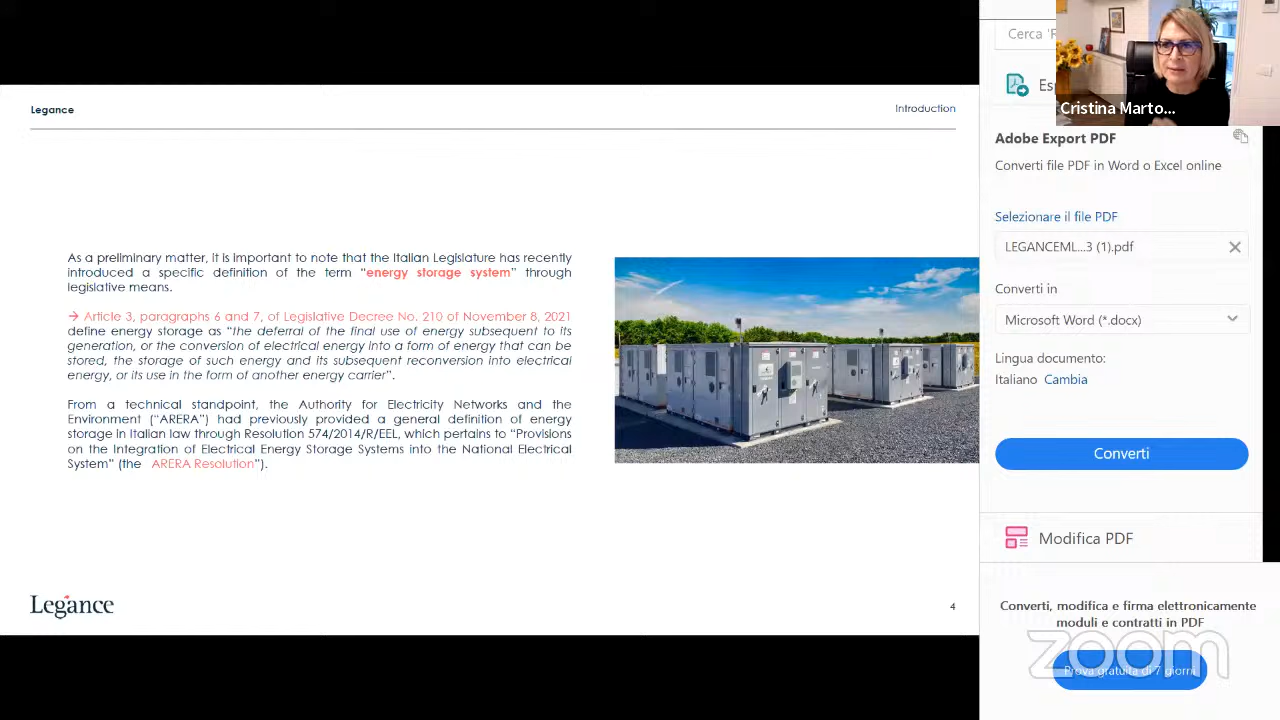 Legance
Introduction
As a preliminary matter, it is important to note that the Italian Legislature has recently
introduced a specific definition of the term “energy storage system” through
legislative means.
→ Article 3, paragraphs 6 and 7, of Legislative Decree No. 210 of November 8, 2021
define energy storage as “the deferral of the final use of energy subsequent to its
generation, or the conversion of electrical energy into a form of energy that can be
stored, the storage of such energy and its subsequent reconversion into electrical
energy, or its use in the form of another energy carrier”.
From a technical standpoint, the Authority for Electricity Networks and the
Environment (“ARERA”) had previously provided a general definition of energy
storage in Italian law through Resolution 574/2014/R/EEL, which pertains to “Provisions
on the Integration of Electrical Energy Storage Systems into the National Electrical
System” (the ARERA Resolution”).
Legance
4
Cerca 'R
Es
Cristina Marto...
Adobe Export PDF
Converti file PDF in Word o Excel online
Selezionare il file PDF
LEGANCEML...3 (1).pdf
Converti in
Microsoft Word (*.docx)
Lingua documento:
Italiano Cambia
Converti
Modifica PDF
Converti, modifica e firma elettronicamente
moduli e contratti in PDF
zoom
Prova gratuita di 7 giorni